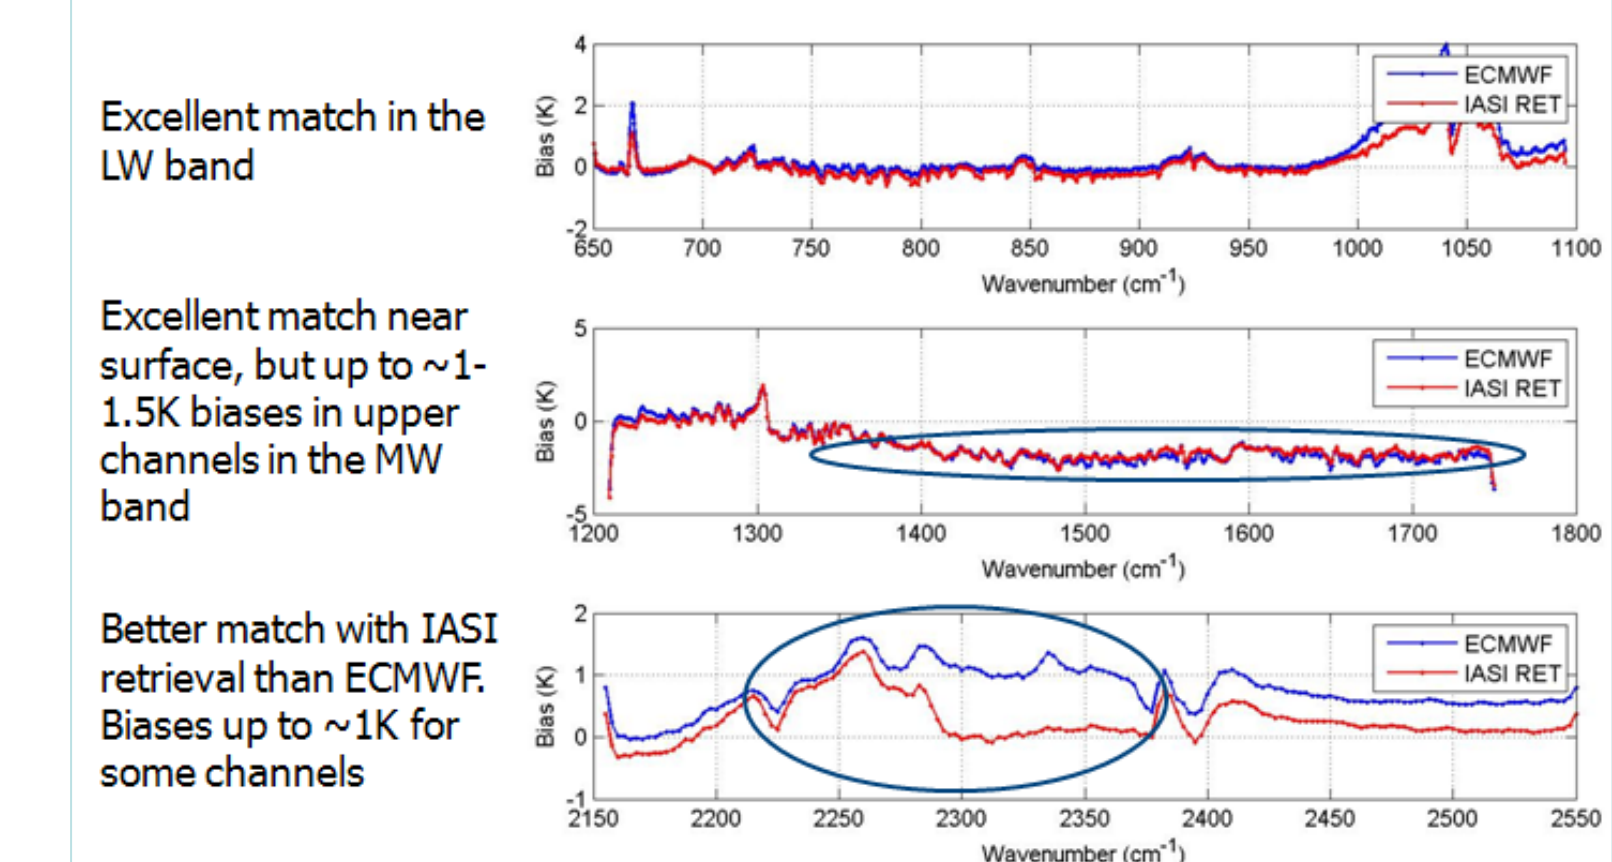 Excellent match in the
LW band
4
2
0
-2
Bias (K)
ECMWF
IASI RET
650 700 750 800 850 900 950 1000 1050 1100
Wavenumber (cm-1)
Excellent match near
surface, but up to ~1-
1.5K biases in upper
channels in the MW
band
5
0
-5
Bias (K)
ECMWF
IASI RET
1200 1300 1400 1500 1600 1700 1800
Wavenumber (cm-1)
Better match with IASI
retrieval than ECMWF.
Biases up to ~1K for
some channels
2
1
0
-1
Bias (K)
ECMWF
IASI RET
2150 2200 2250 2300 2350 2400 2450 2500 2550
Wavenumber (cm-1)